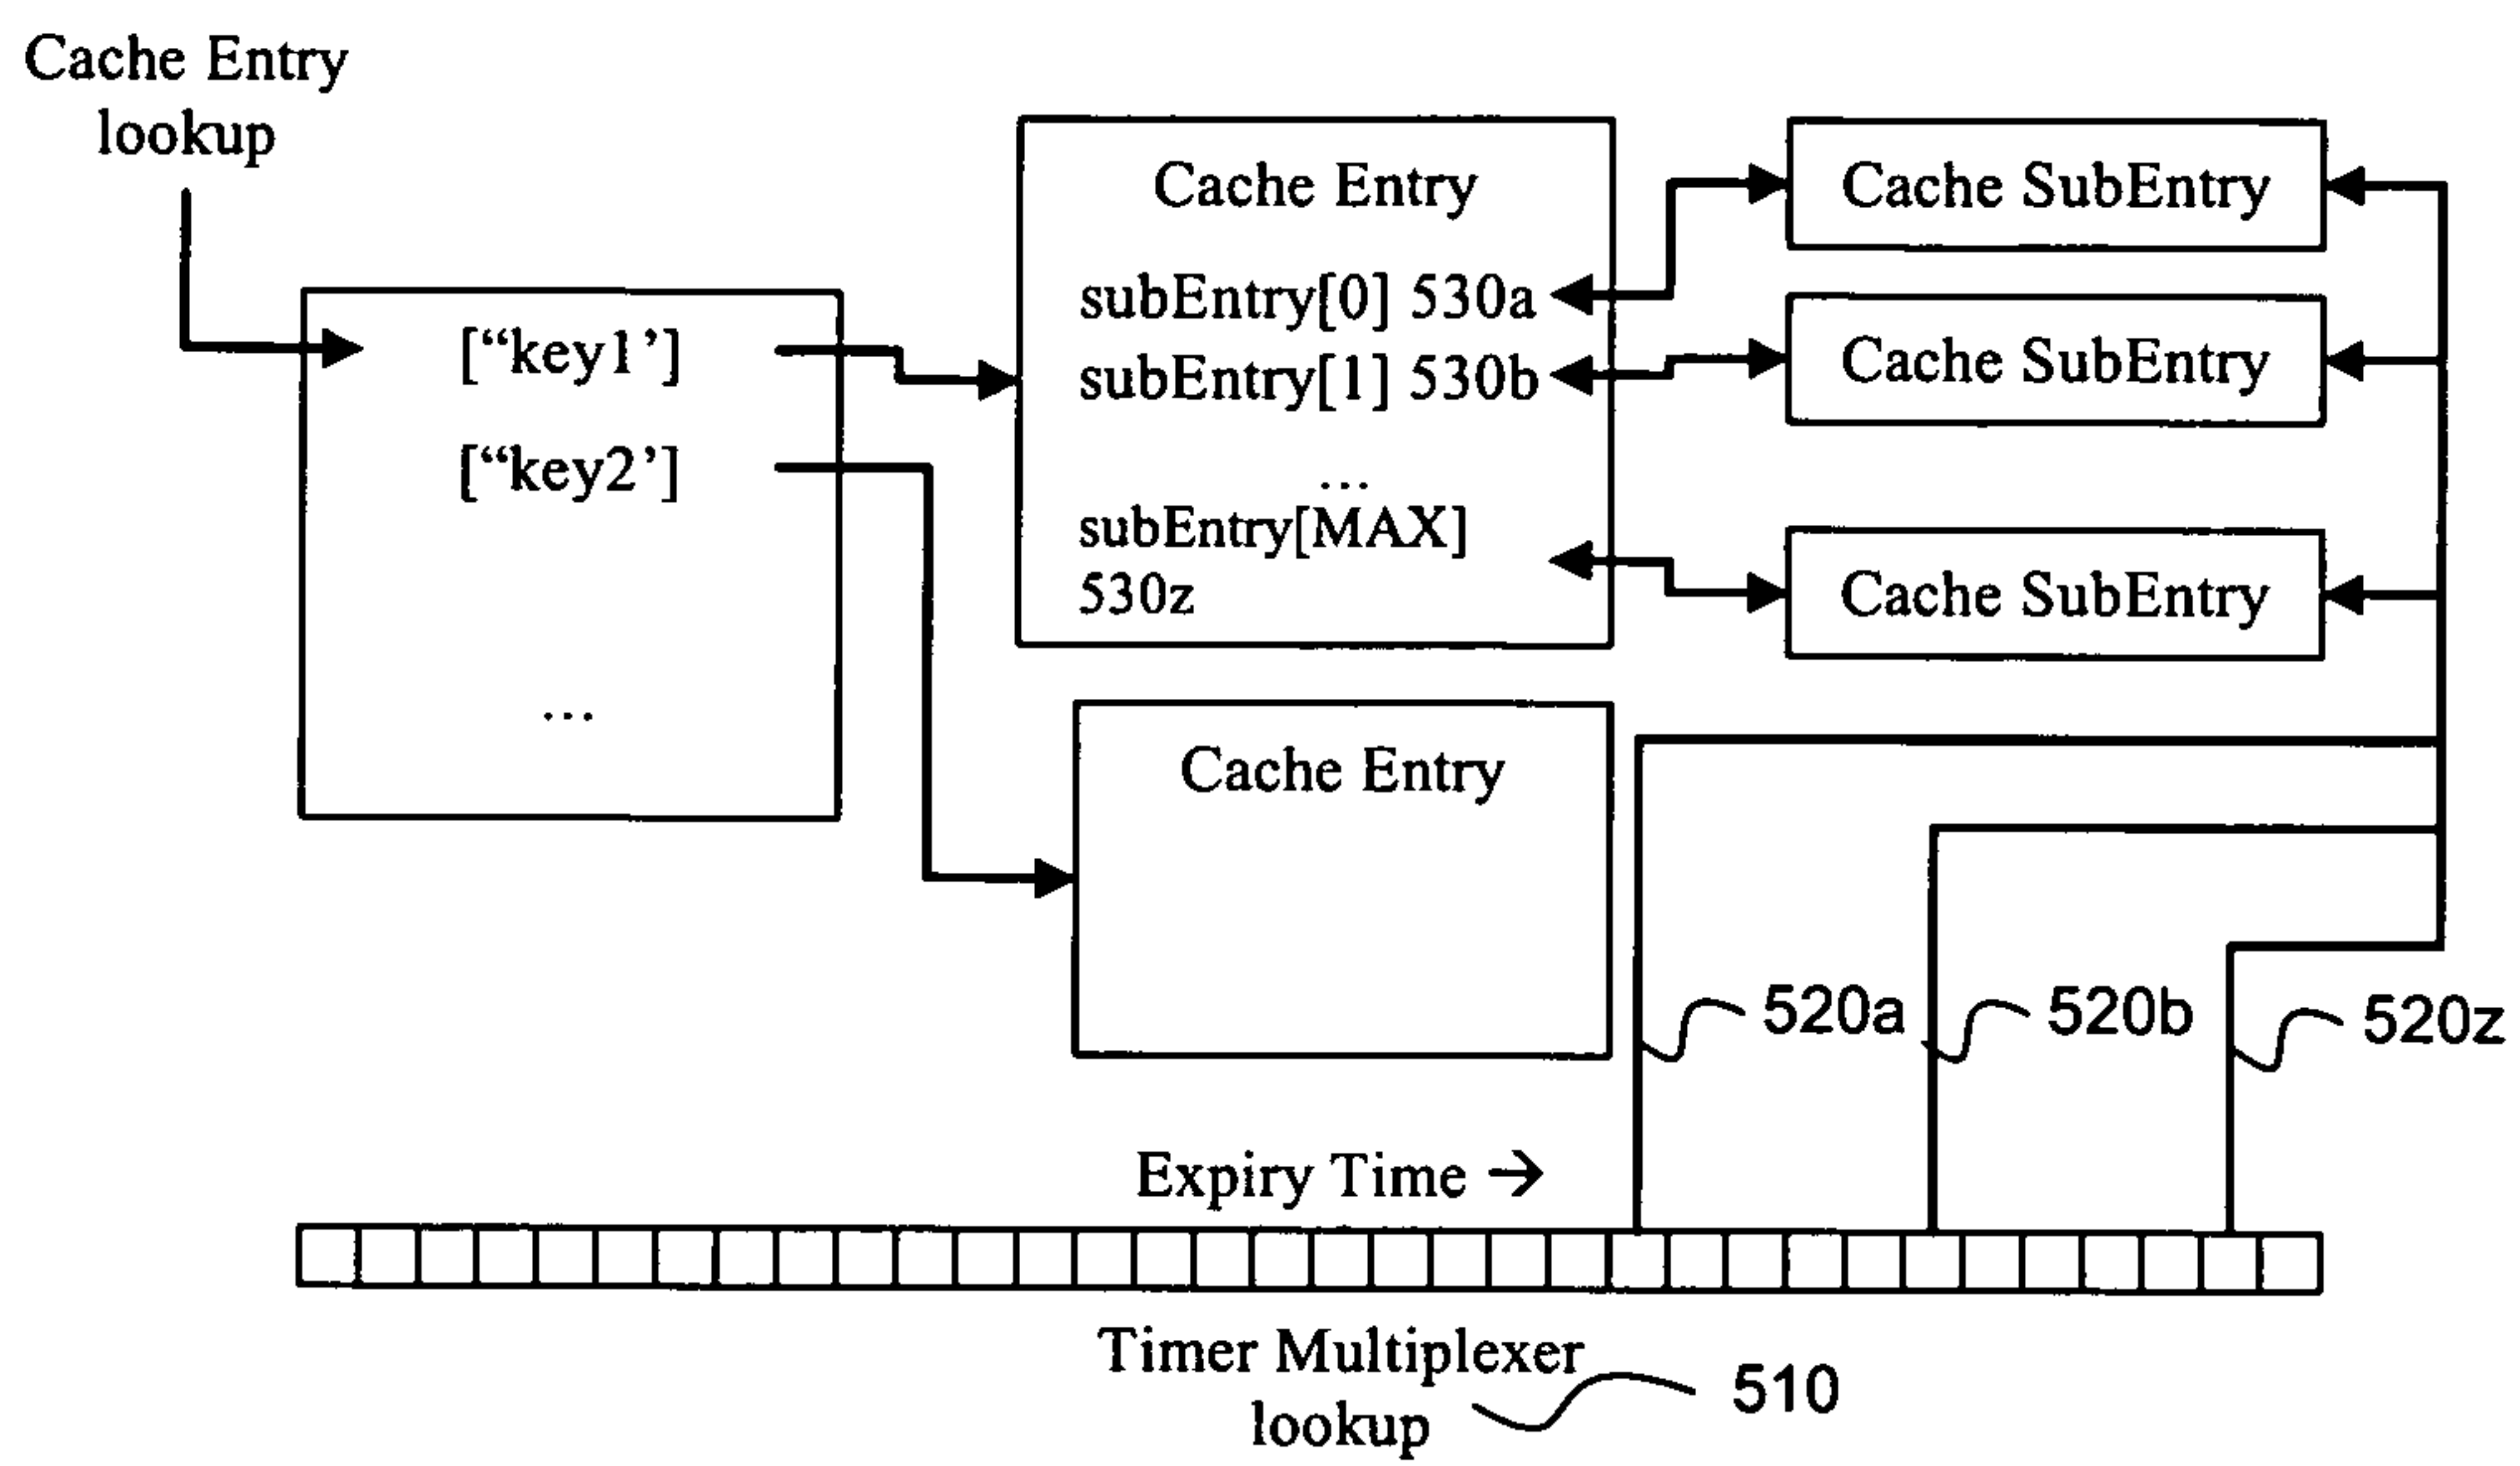 Cache Entry
lookup
["key1']
["key2']
...
Cache Entry
subEntry[0] 530a
subEntry[1] 530b
...
subEntry[MAX]
530z
Cache SubEntry
Cache SubEntry
Cache SubEntry
Cache Entry
520a
520b
520z
Expiry Time →
Timer Multiplexer
lookup
510